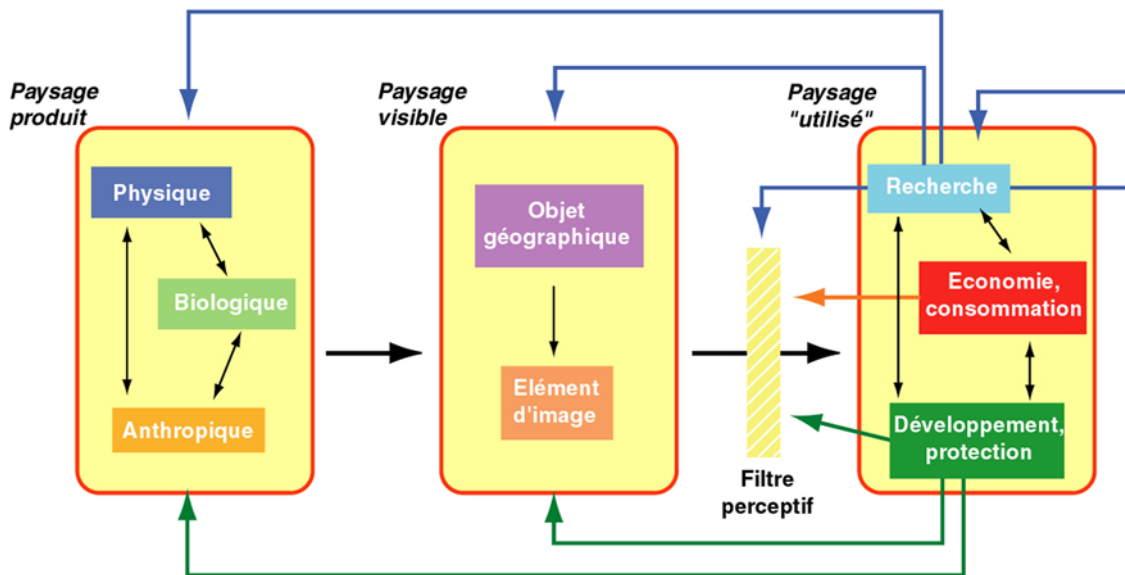 Paysage
produit
Physique
Biologique
Anthropique
Paysage
visible
Objet
géographique
Elément
d'image
Filtre
perceptif
Paysage
"utilisé"
Recherche
Economie,
consommation
Développement,
protection